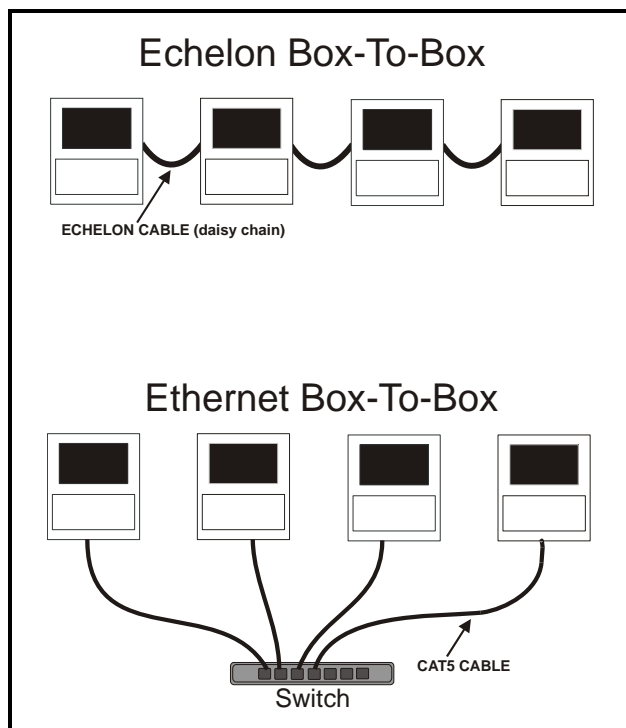 Echelon Box-To-Box
ECHELON CABLE (daisy chain)
Ethernet Box-To-Box
CAT5 CABLE
Switch